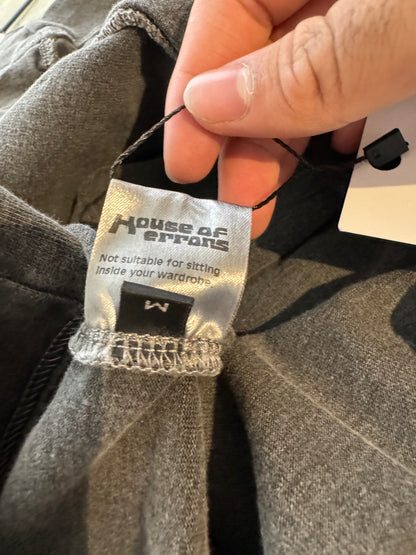 House of
errors
Not suitable for sitting
inside your wardrobe
M